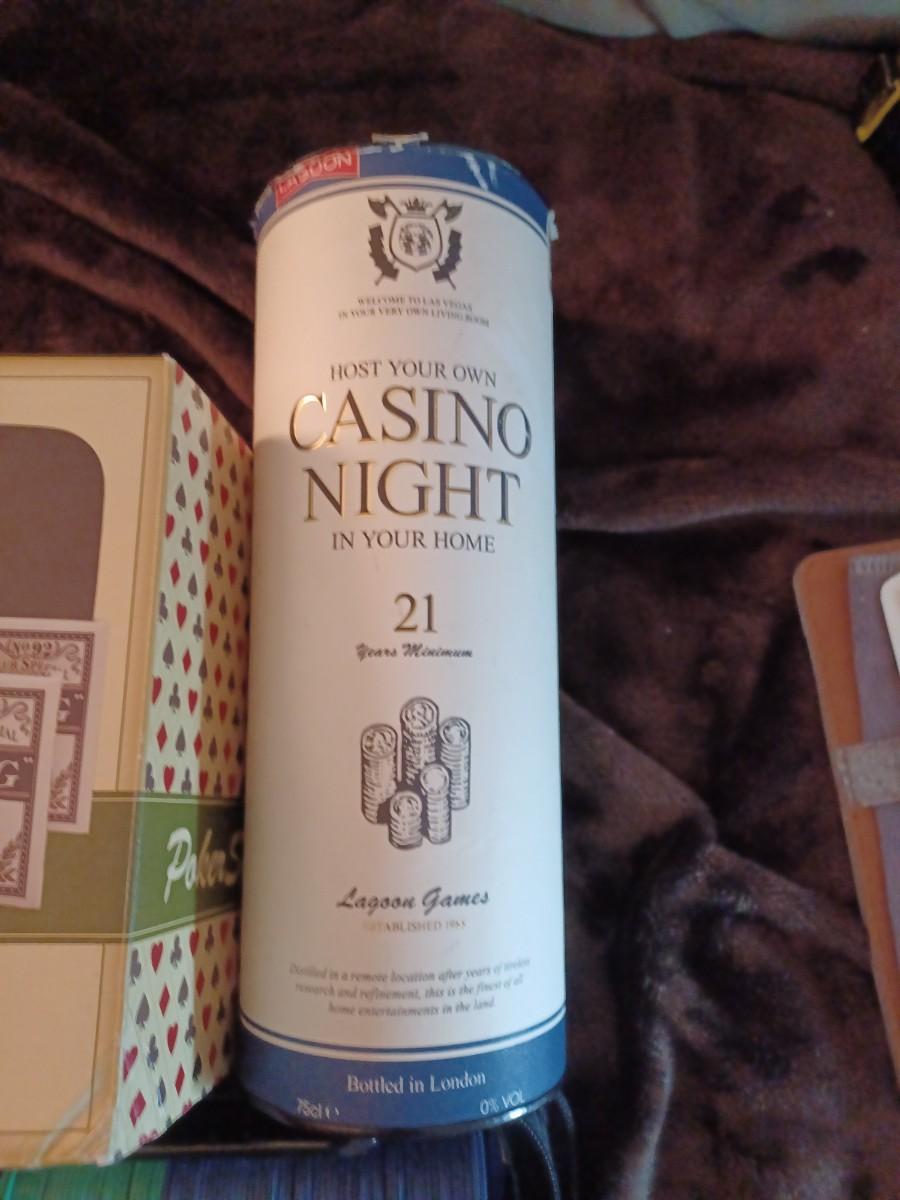 LAGOON
WELCOME TO LAS VEGAS
IN YOUR VERY OWN LIVING ROOM
HOST YOUR OWN
CASINO
NIGHT
IN YOUR HOME
21
Years Minimum
Lagoon Games
ESTABLISHED
Distilled in a remote location after years of tireless
research and refinement, this is the finest of all
home entertainments in the land.
Bottled in London
75cl e
0% VOL
No 92
Poker S